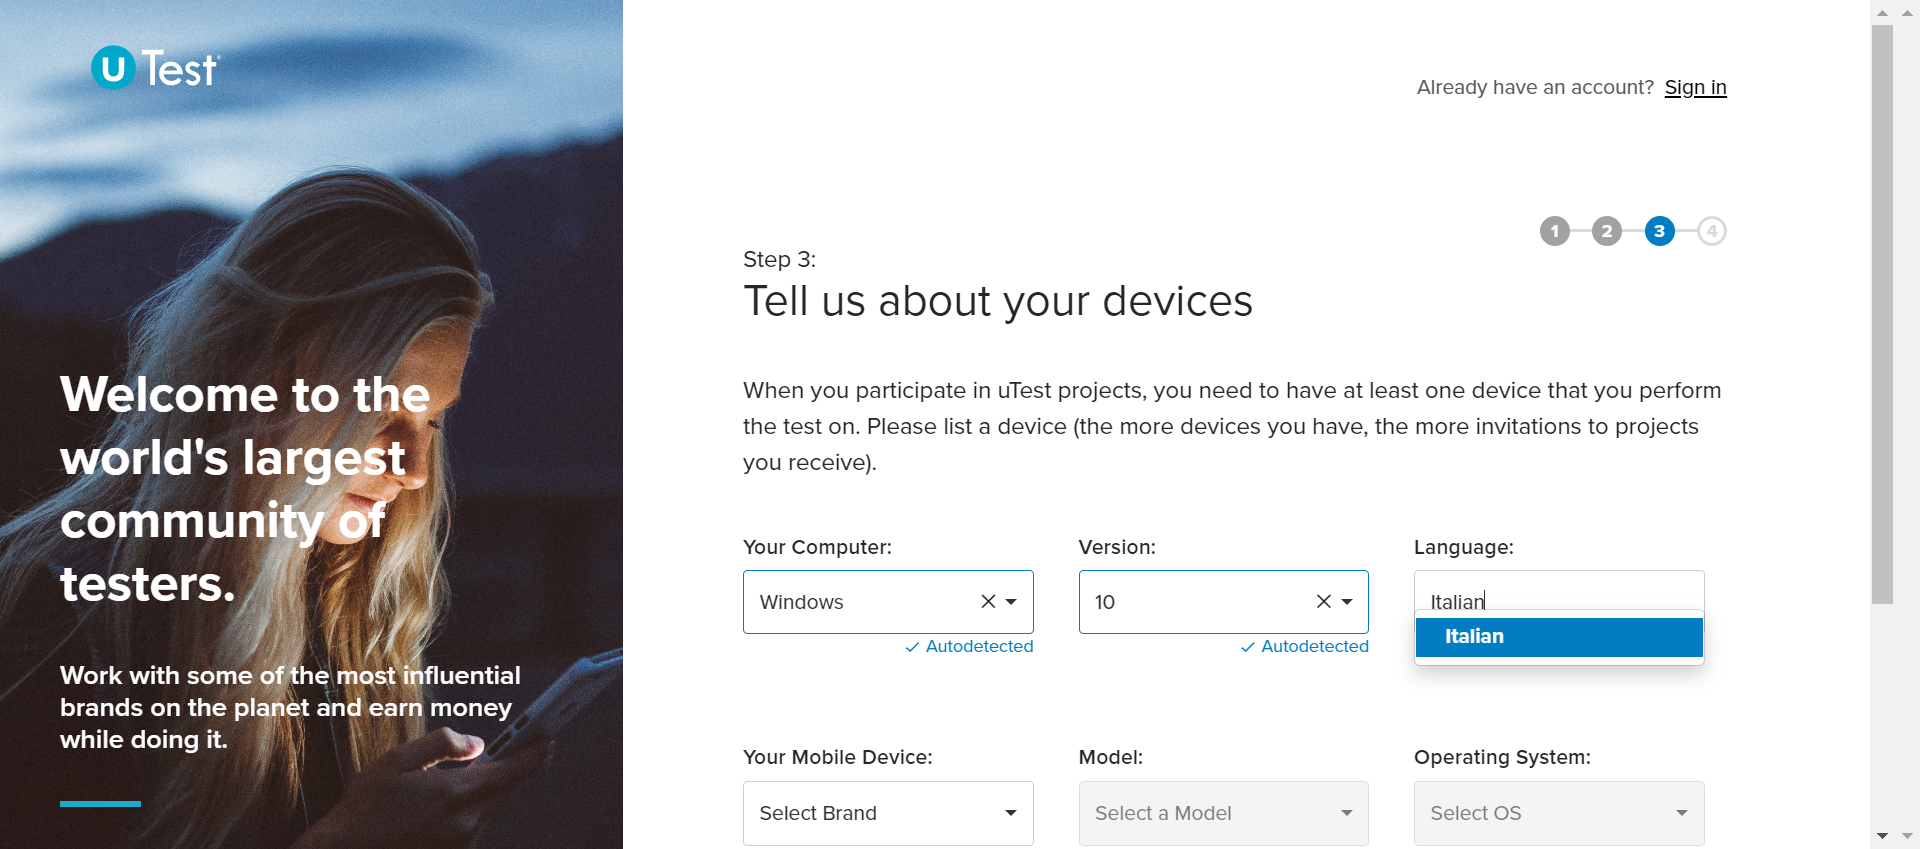 uTest
Welcome to the
world's largest
community of
testers.
Work with some of the most influential
brands on the planet and earn money
while doing it.
Already have an account? Sign in
1 2 3 4
Step 3:
Tell us about your devices
When you participate in uTest projects, you need to have at least one device that you perform
the test on. Please list a device (the more devices you have, the more invitations to projects
you receive).
Your Computer: Version: Language:
Windows 10 Italian
Italian
Autodetected Autodetected
Your Mobile Device: Model: Operating System:
Select Brand Select a Model Select OS